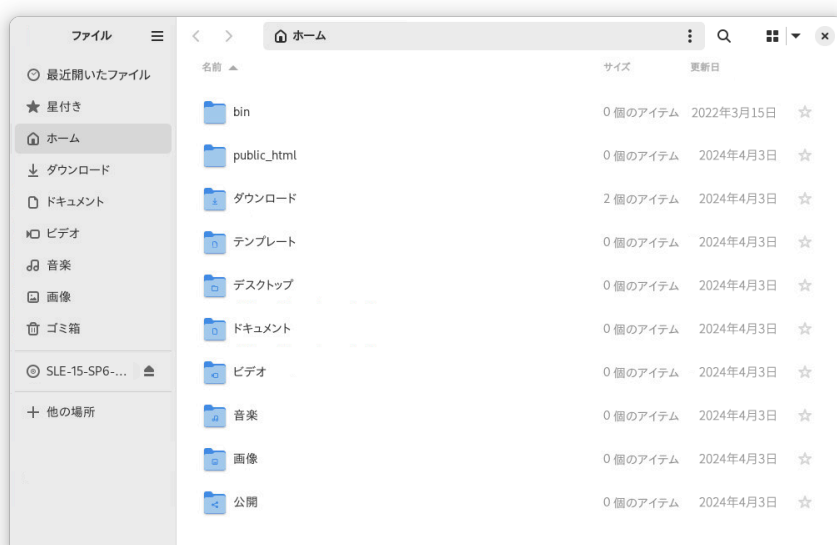 ファイル
ホーム
最近開いたファイル
星付き
ホーム
ダウンロード
ドキュメント
ビデオ
音楽
画像
ゴミ箱
SLE-15-SP6-...
他の場所
名前 サイズ 更新日
bin 0 個のアイテム 2022年3月15日
public_html 0 個のアイテム 2024年4月3日
ダウンロード 2 個のアイテム 2024年4月3日
テンプレート 0 個のアイテム 2024年4月3日
デスクトップ 0 個のアイテム 2024年4月3日
ドキュメント 0 個のアイテム 2024年4月3日
ビデオ 0 個のアイテム 2024年4月3日
音楽 0 個のアイテム 2024年4月3日
画像 0 個のアイテム 2024年4月3日
公開 0 個のアイテム 2024年4月3日